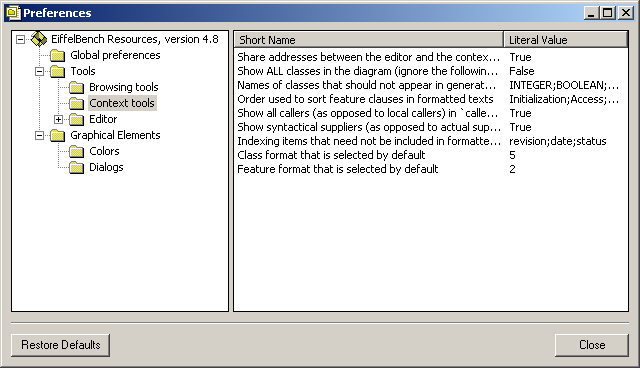 Preferences
EiffelBench Resources, version 4.8
Global preferences
Tools
Browsing tools
Context tools
Editor
Graphical Elements
Colors
Dialogs
Short Name Literal Value
Share addresses between the editor and the contex... True
Show ALL classes in the diagram (ignore the followin... False
Names of classes that should not appear in generat... INTEGER;BOOLEAN;...
Order used to sort feature clauses in formatted texts Initialization;Access;...
Show all callers (as opposed to local callers) in `calle... True
Show syntactical suppliers (as opposed to actual sup... True
Indexing items that need not be included in formatte... revision;date;status
Class format that is selected by default 5
Feature format that is selected by default 2
Restore Defaults Close